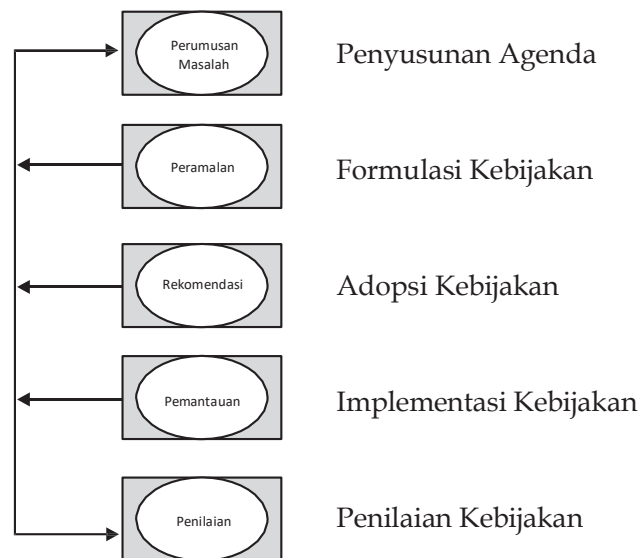 Perumusan
Masalah
Penyusunan Agenda
Peramalan
Formulasi Kebijakan
Rekomendasi
Adopsi Kebijakan
Pemantauan
Implementasi Kebijakan
Penilaian
Penilaian Kebijakan